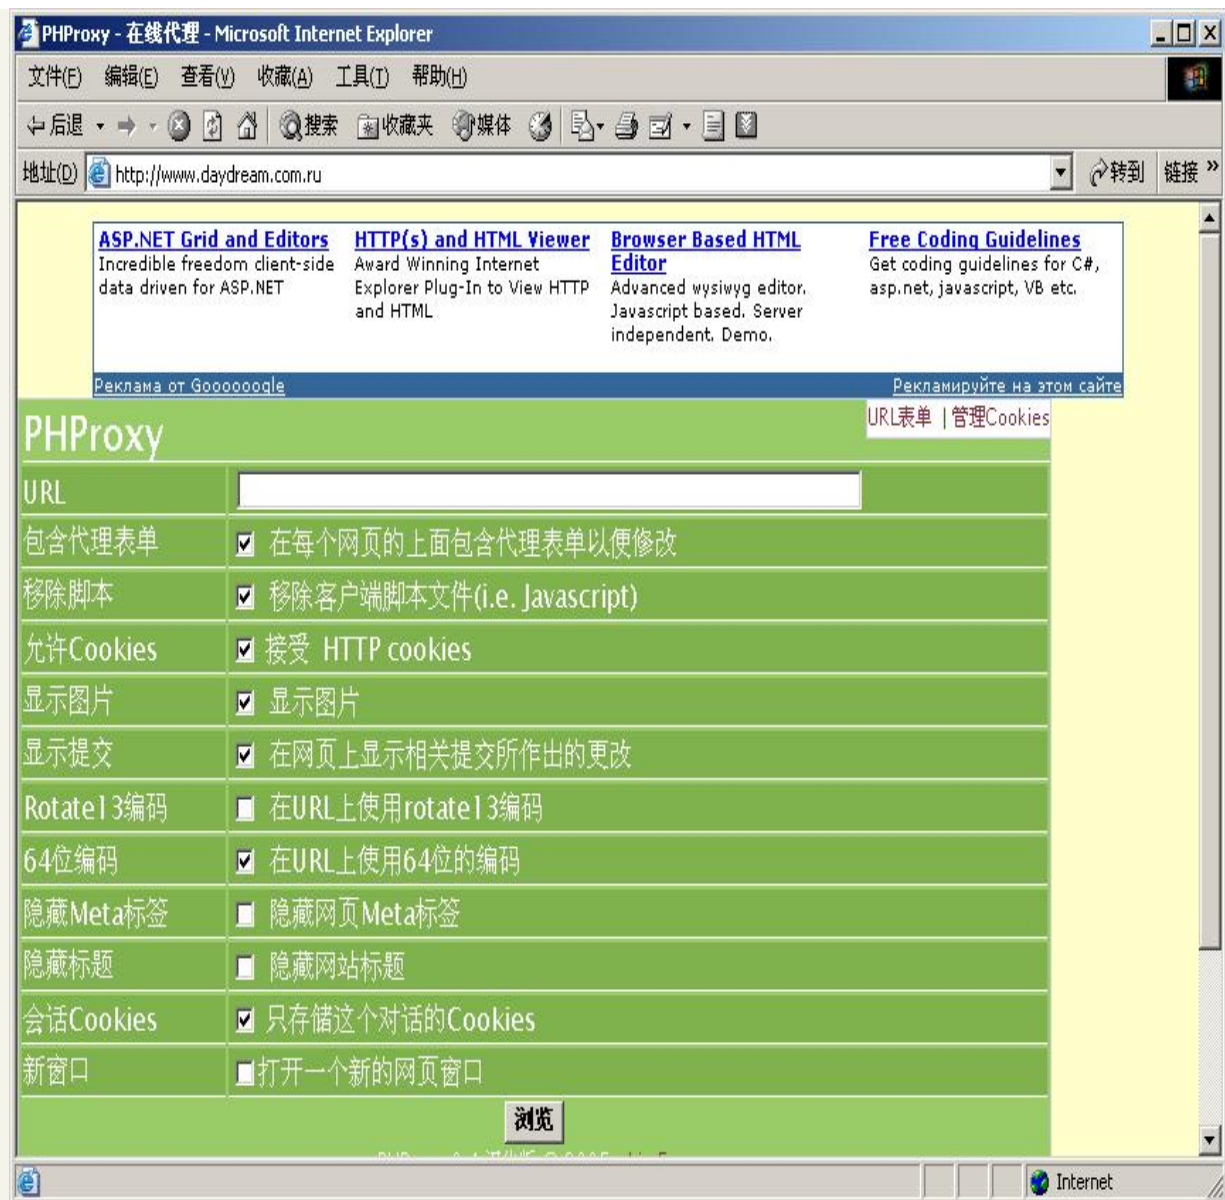 PHProxy - 在线代理 - Microsoft Internet Explorer
文件(F) 编辑(E) 查看(V) 收藏(A) 工具(T) 帮助(H)
后退 搜索 收藏夹 媒体
地址(D) http://www.daydream.com.ru 转到 链接 »
ASP.NET Grid and Editors
Incredible freedom client-side
data driven for ASP.NET
HTTP(s) and HTML Viewer
Award Winning Internet
Explorer Plug-In to View HTTP
and HTML
Browser Based HTML
Editor
Advanced wysiwyg editor.
Javascript based. Server
independent. Demo.
Free Coding Guidelines
Get coding guidelines for C#,
asp.net, javascript, VB etc.
Реклама от Goooooogle Рекламируйте на этом сайте
PHProxy
URL表单 | 管理Cookies
URL
包含代理表单 在每个网页的上面包含代理表单以便修改
移除脚本 移除客户端脚本文件(i.e. Javascript)
允许Cookies 接受 HTTP cookies
显示图片 显示图片
显示提交 在网页上显示相关提交所作出的更改
Rotate13编码 在URL上使用rotate13编码
64位编码 在URL上使用64位的编码
隐藏Meta标签 隐藏网页Meta标签
隐藏标题 隐藏网站标题
会话Cookies 只存储这个对话的Cookies
新窗口 打开一个新的网页窗口
浏览
Internet